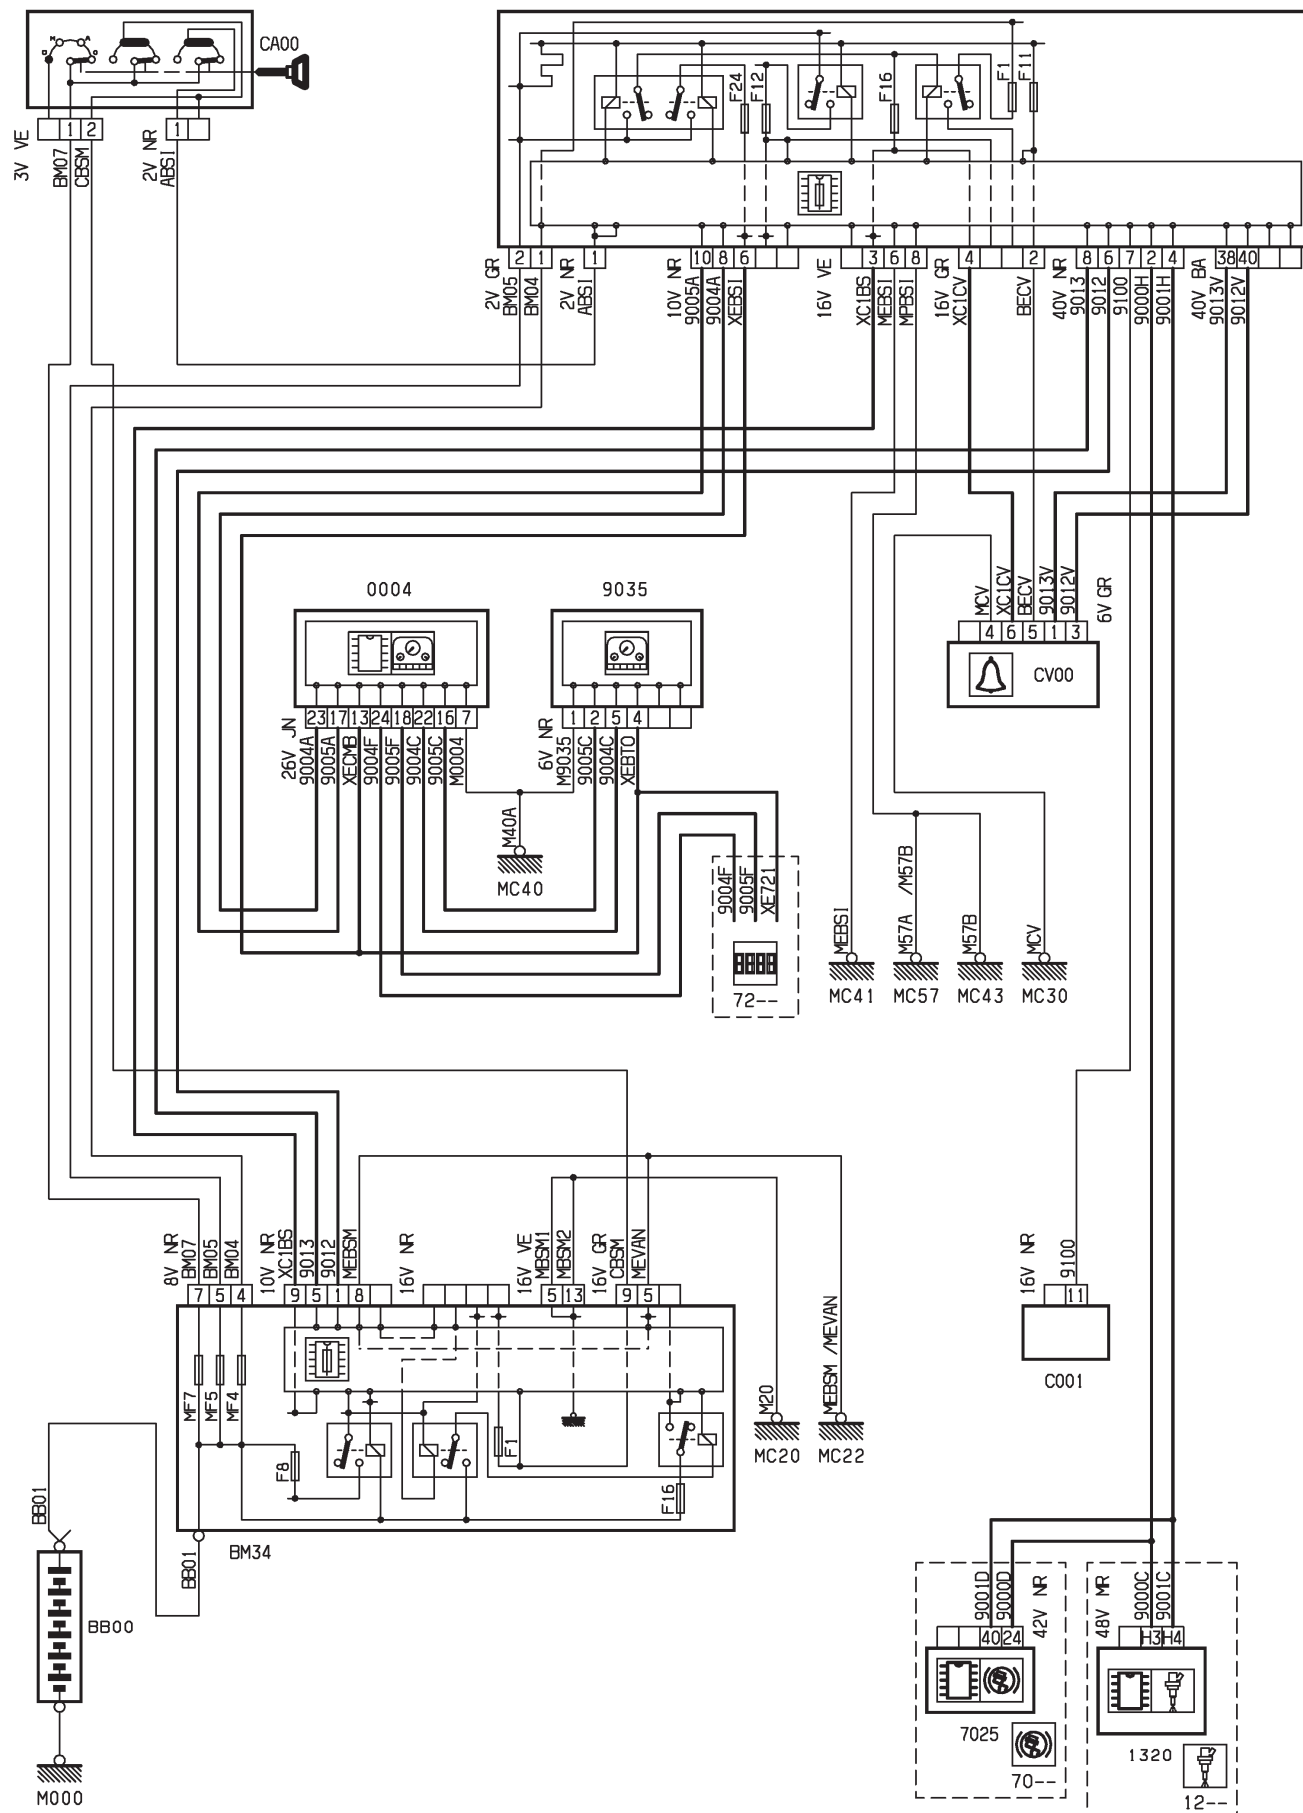 CA00
3V VE
1
2
BM07
CBSM
2V NR
1
ABSI
F24
F12
F16
F1
F11
2V GR
2
1
BM05
BM04
2V NR
1
ABSI
10V NR
10
8
6
9005A
9004A
XEBSI
16V VE
3
6
8
XC1BS
MEBSI
MPBSI
16V GR
4
2
XC1CV
BECV
40V NR
8
6
7
2
4
9013
9012
9100
9000H
9001H
40V BA
38
40
9013V
9012V
0004
26V JN
23
17
13
24
18
22
16
7
9004A
9005A
XECMB
9004F
9005F
9004C
9005C
M0004
9035
6V NR
1
2
5
4
M9035
9005C
9004C
XEBTO
MCV
XC1CV
BECV
9013V
9012V
6V GR
4
6
5
1
3
CV00
M40A
MC40
9004F
9005F
XE721
72--
MEBSI
M57A /M57B
M57B
MCV
MC41
MC57
MC43
MC30
8V NR
BM07
BM05
BM04
7
5
4
10V NR
XC1BS
9013
9012
MEBSM
9
5
1
8
16V NR
16V VE
MBSM1
MBSM2
5
13
16V GR
CBSM
MEVAN
9
5
MF7
MF5
MF4
F8
F1
F16
BM34
M20
MC20
MEBSM /MEVAN
MC22
16V NR
9100
11
C001
BB01
BB01
BB00
M000
9001D
9000D
42V NR
40
24
7025
70--
48V MR
9000C
9001C
H3
H4
1320
12--